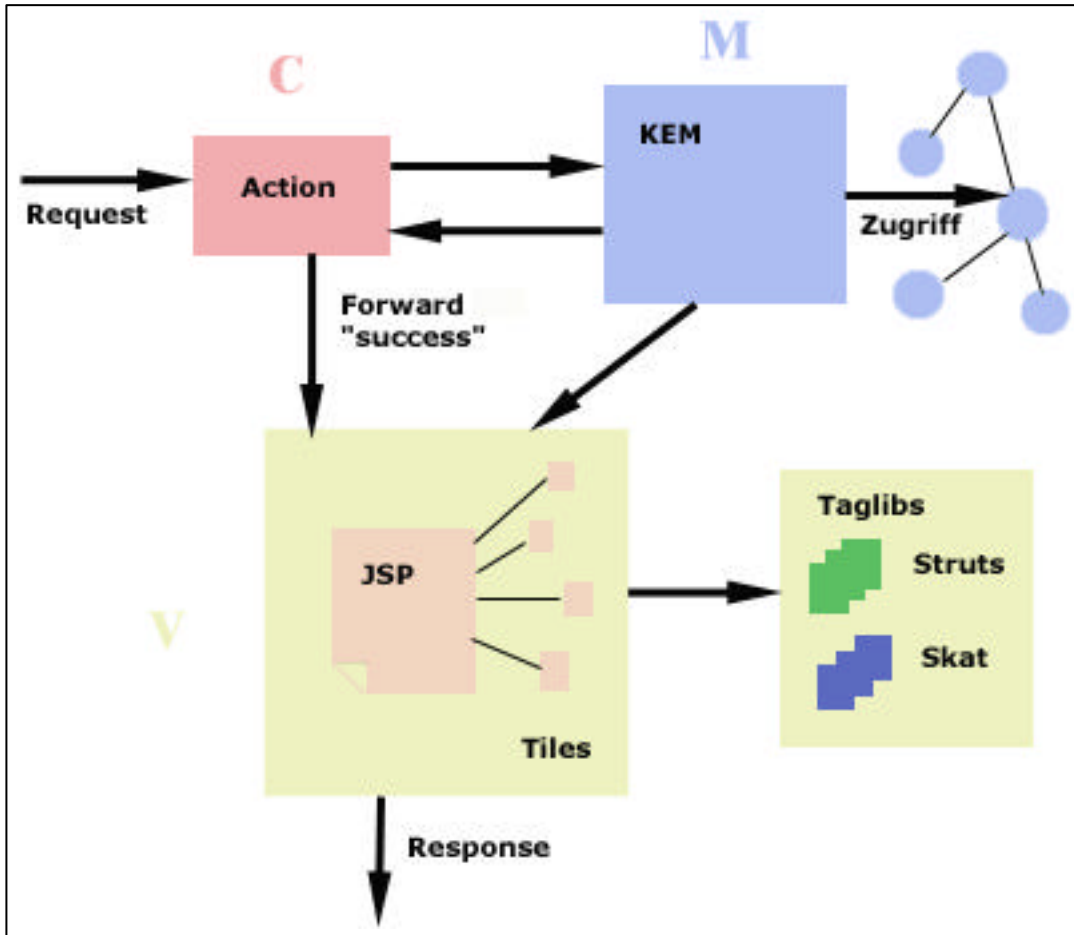 C
M
KEM
Action
Request
Zugriff
Forward
"success"
Taglibs
Struts
JSP
Skat
V
Tiles
Response